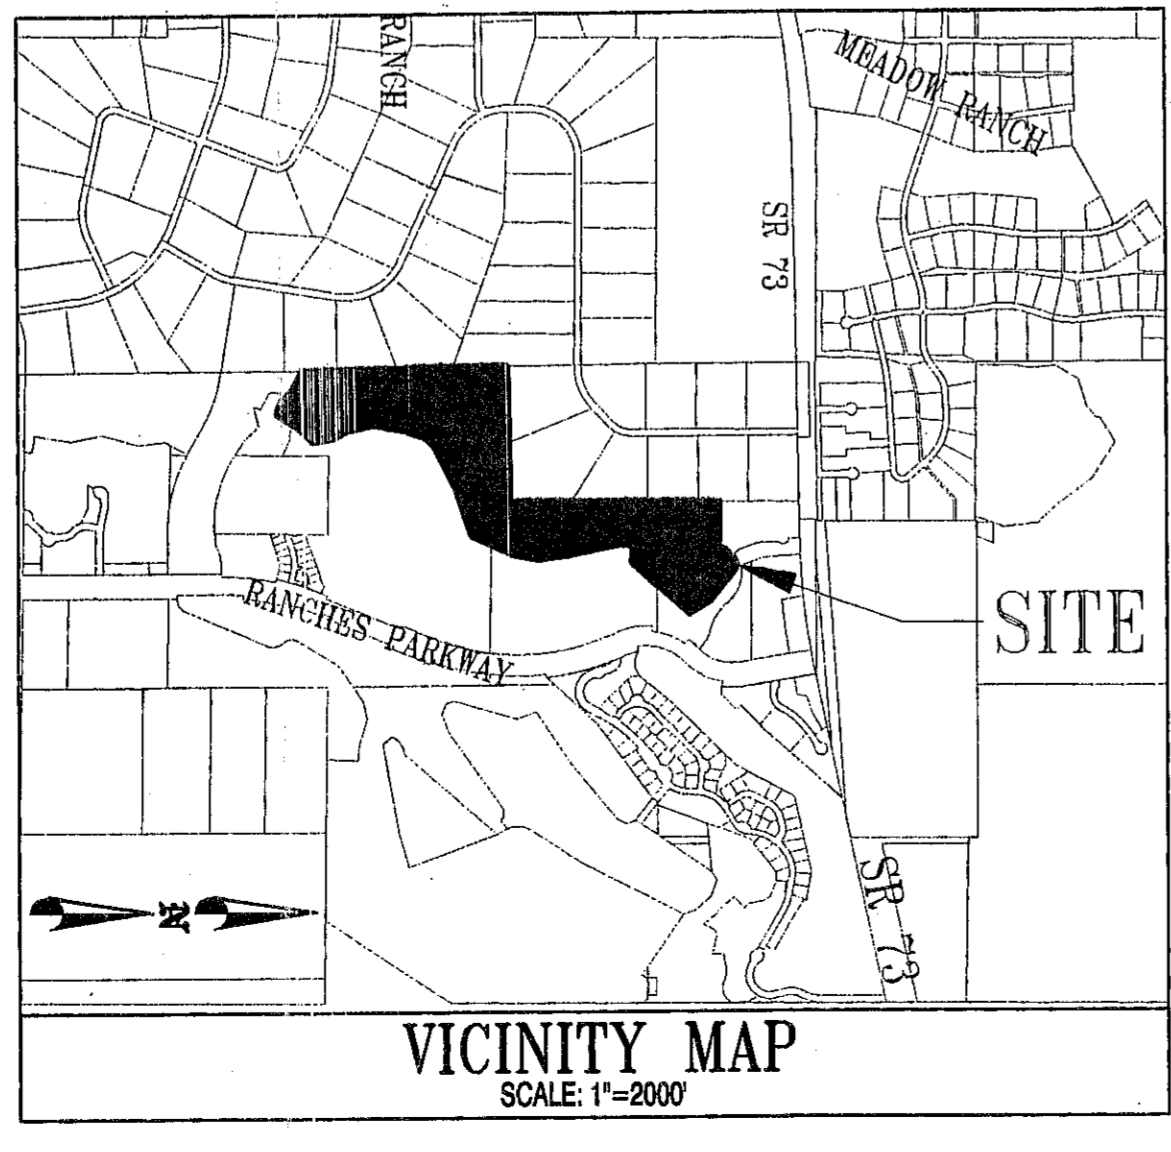 RANCH
MEADOW RANCH
SR 73
SITE
RANCHES PARKWAY
SR 73
N
VICINITY MAP
SCALE: 1"=2000'